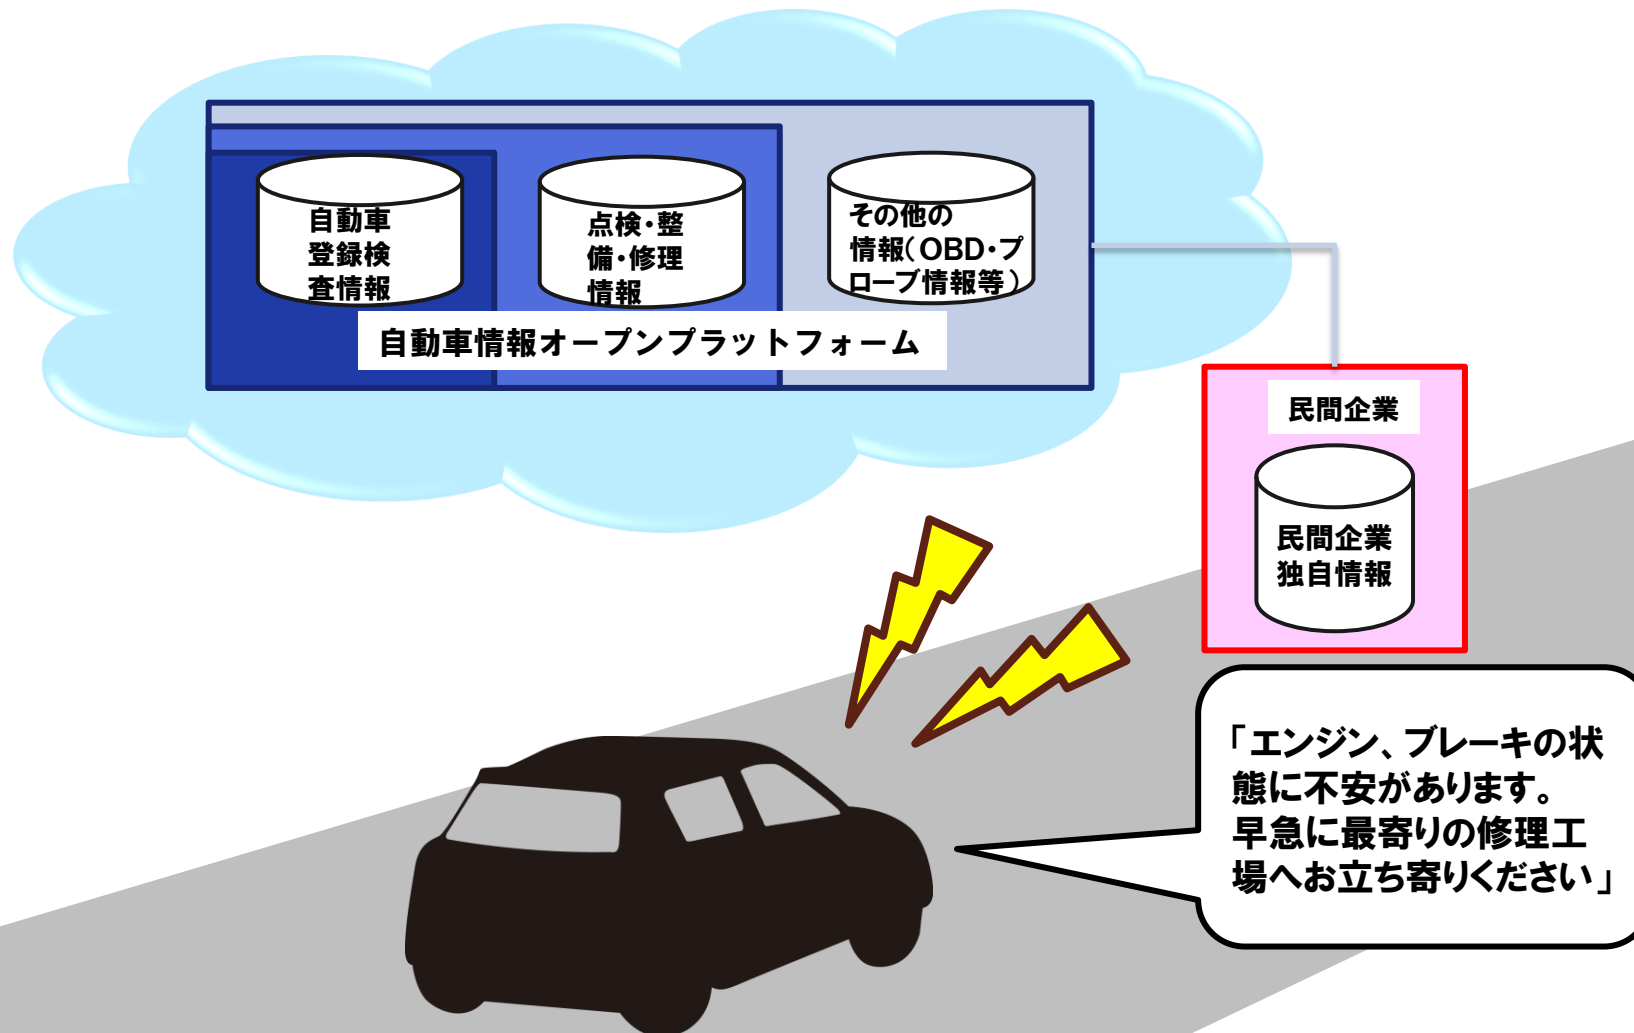 自動車
登録検
査情報
点検・整
備・修理
情報
その他の
情報(OBD・プ
ローブ情報等)
自動車情報オープンプラットフォーム
民間企業
民間企業
独自情報
「エンジン、ブレーキの状
態に不安があります。
早急に最寄りの修理工
場へお立ち寄りください」